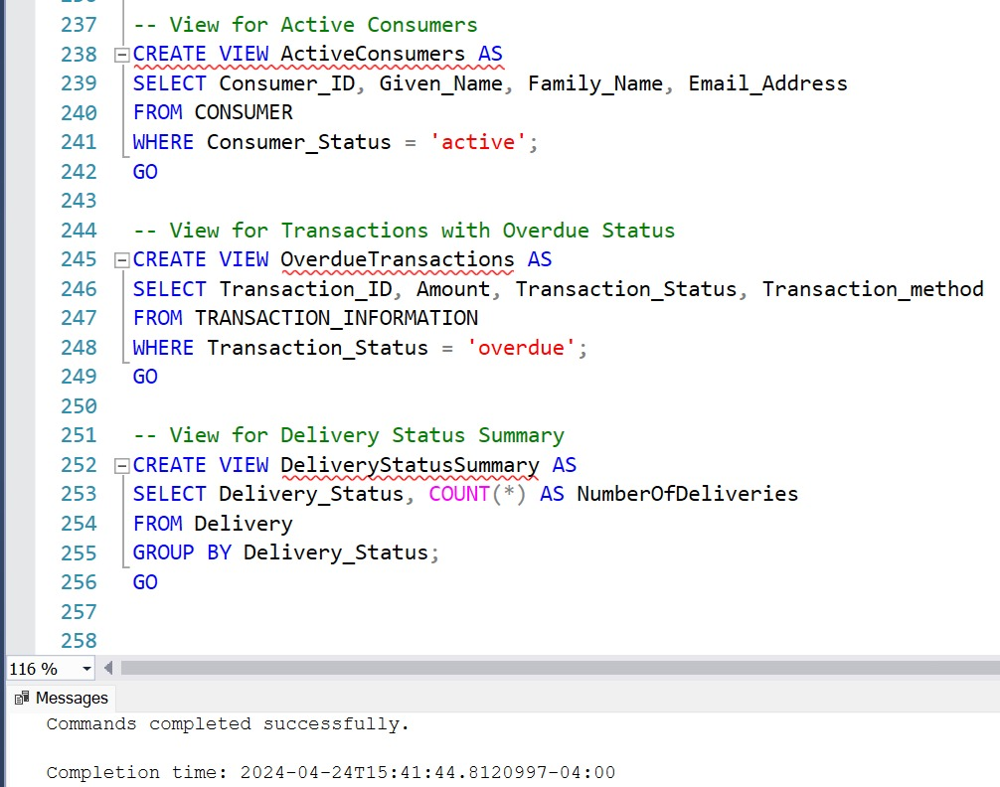 237 -- View for Active Consumers
238 CREATE VIEW ActiveConsumers AS
239 SELECT Consumer_ID, Given_Name, Family_Name, Email_Address
240 FROM CONSUMER
241 WHERE Consumer_Status = 'active';
242 GO
243
244 -- View for Transactions with Overdue Status
245 CREATE VIEW OverdueTransactions AS
246 SELECT Transaction_ID, Amount, Transaction_Status, Transaction_method
247 FROM TRANSACTION_INFORMATION
248 WHERE Transaction_Status = 'overdue';
249 GO
250
251 -- View for Delivery Status Summary
252 CREATE VIEW DeliveryStatusSummary AS
253 SELECT Delivery_Status, COUNT(*) AS NumberOfDeliveries
254 FROM Delivery
255 GROUP BY Delivery_Status;
256 GO
257
258
116 %
Messages
Commands completed successfully.
Completion time: 2024-04-24T15:41:44.8120997-04:00